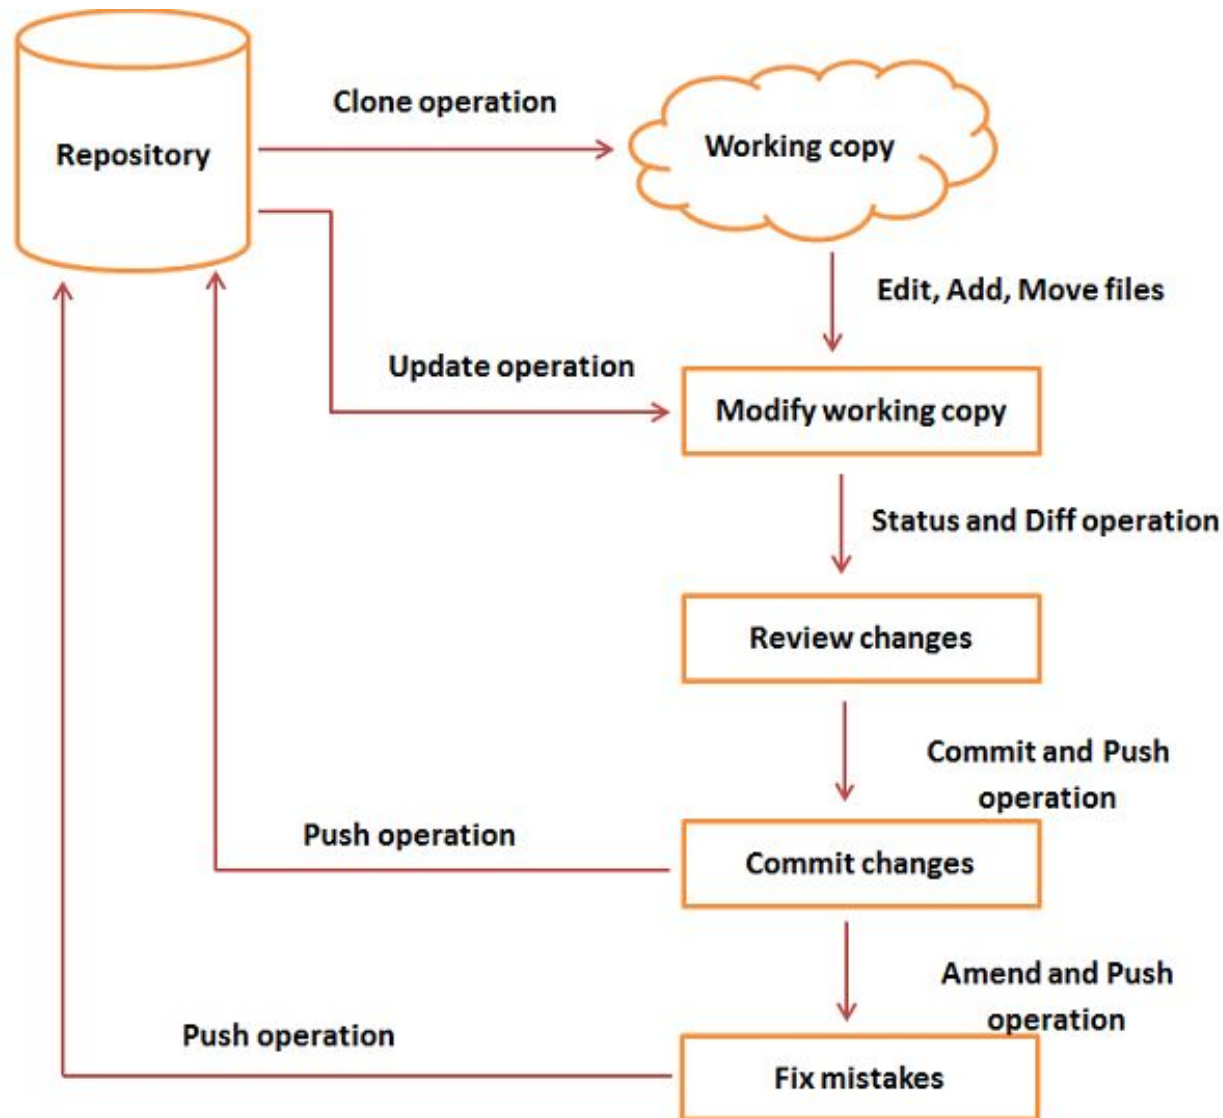 Clone operation
Repository
Working copy
Edit, Add, Move files
Update operation
Modify working copy
Status and Diff operation
Review changes
Commit and Push
operation
Push operation
Commit changes
Amend and Push
operation
Push operation
Fix mistakes